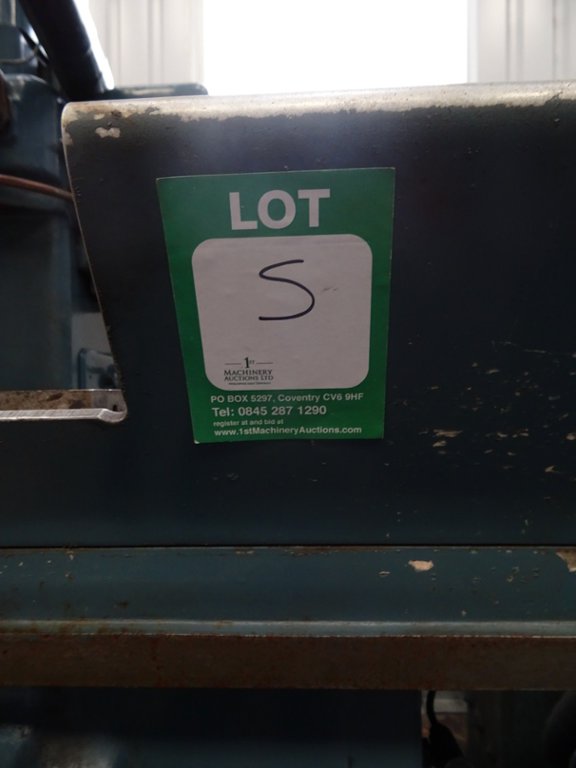 LOT
S
1ST
MACHINERY
AUCTIONS LTD
PO BOX 5297, Coventry CV6 9HF
Tel: 0845 287 1290
register at and bid at
www.1stMachineryAuctions.com